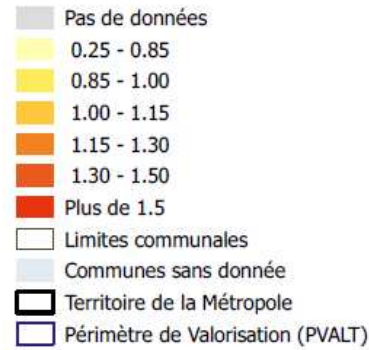 Pas de données
0.25 - 0.85
0.85 - 1.00
1.00 - 1.15
1.15 - 1.30
1.30 - 1.50
Plus de 1.5
Limites communales
Communes sans donnée
Territoire de la Métropole
Périmètre de Valorisation (PVALT)